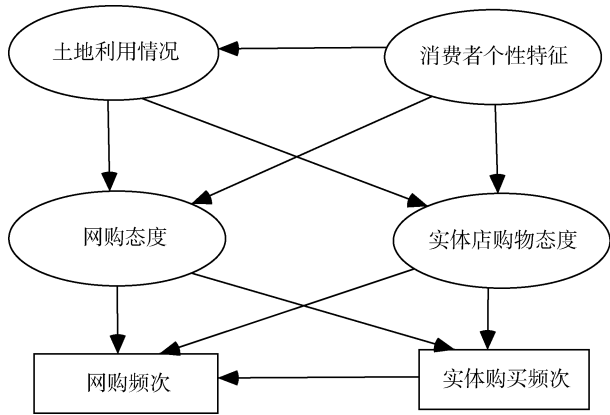 土地利用情况
消费者个性特征
网购态度
实体店购物态度
网购频次
实体购买频次